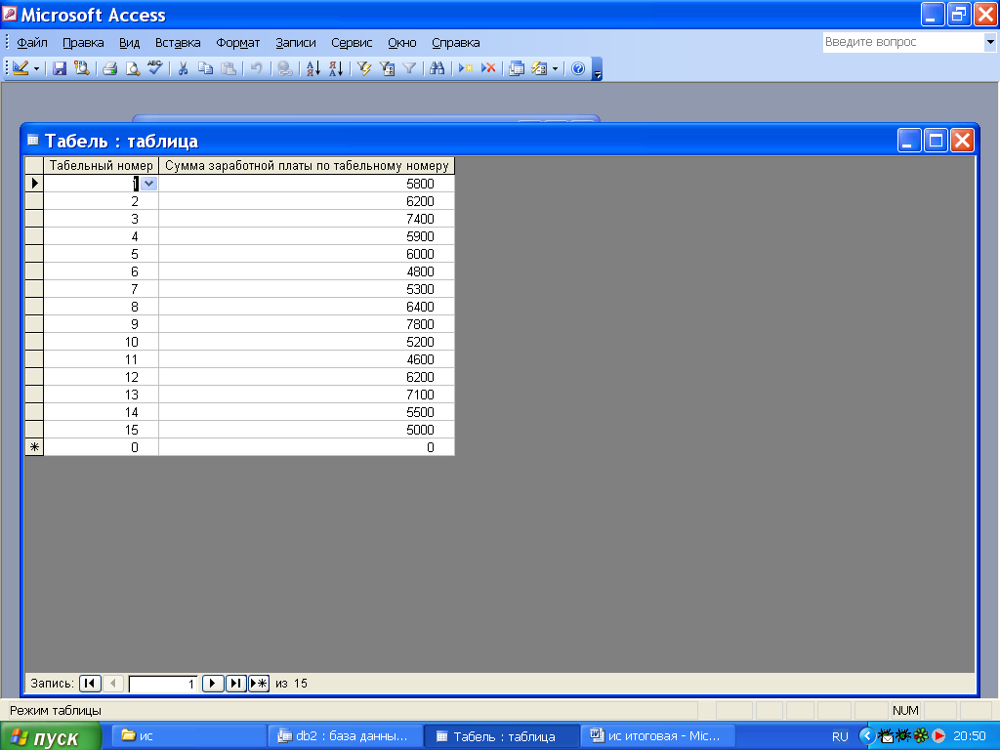 Microsoft Access
Файл Правка Вид Вставка Формат Записи Сервис Окно Справка Введите вопрос
Табель : таблица
Табельный номер Сумма заработной платы по табельному номеру
1 5800
2 6200
3 7400
4 5900
5 6000
6 4800
7 5300
8 6400
9 7800
10 5200
11 4600
12 6200
13 7100
14 5500
15 5000
0 0
Запись: 1 из 15
Режим таблицы NUM
пуск ис db2 : база данны... Табель : таблица ис итоговая - Mic... RU 20:50